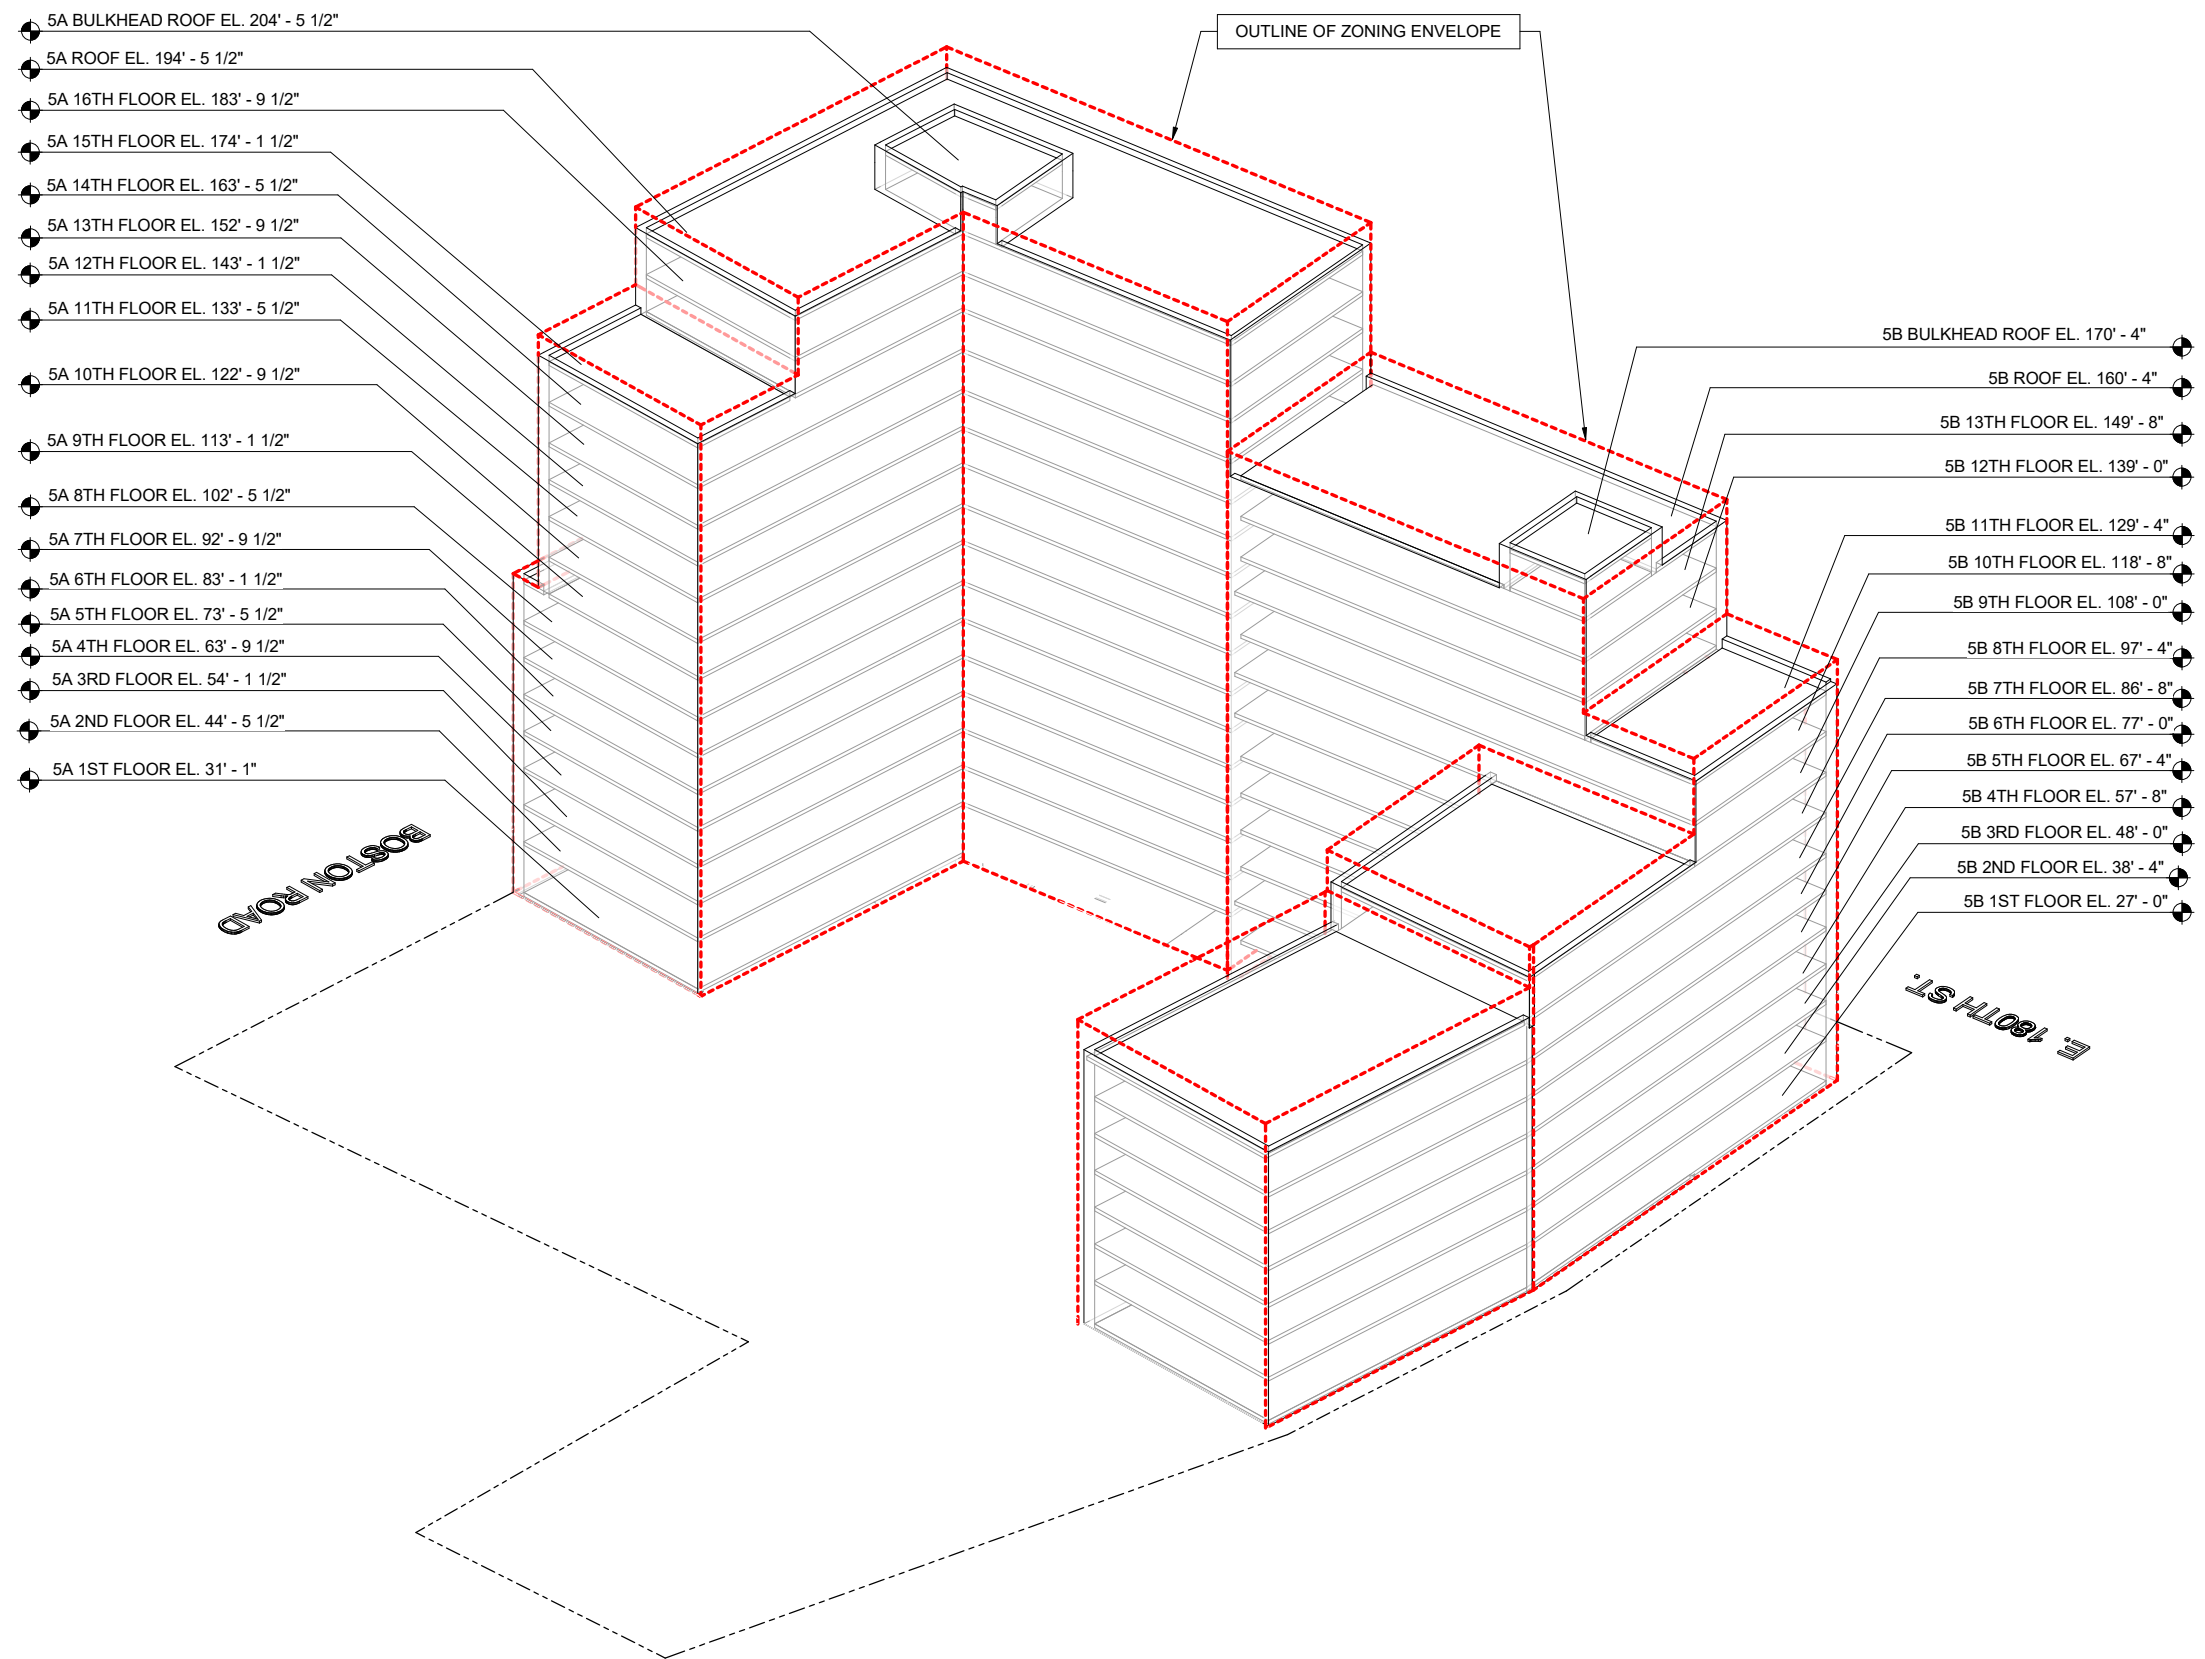 5A BULKHEAD ROOF EL. 204' - 5 1/2"
5A ROOF EL. 194' - 5 1/2"
5A 16TH FLOOR EL. 183' - 9 1/2"
5A 15TH FLOOR EL. 174' - 1 1/2"
5A 14TH FLOOR EL. 163' - 5 1/2"
5A 13TH FLOOR EL. 152' - 9 1/2"
5A 12TH FLOOR EL. 143' - 1 1/2"
5A 11TH FLOOR EL. 133' - 5 1/2"
5A 10TH FLOOR EL. 122' - 9 1/2"
5A 9TH FLOOR EL. 113' - 1 1/2"
5A 8TH FLOOR EL. 102' - 5 1/2"
5A 7TH FLOOR EL. 92' - 9 1/2"
5A 6TH FLOOR EL. 83' - 1 1/2"
5A 5TH FLOOR EL. 73' - 5 1/2"
5A 4TH FLOOR EL. 63' - 9 1/2"
5A 3RD FLOOR EL. 54' - 1 1/2"
5A 2ND FLOOR EL. 44' - 5 1/2"
5A 1ST FLOOR EL. 31' - 1"
BOSTON ROAD
OUTLINE OF ZONING ENVELOPE
5B BULKHEAD ROOF EL. 170' - 4"
5B ROOF EL. 160' - 4"
5B 13TH FLOOR EL. 149' - 8"
5B 12TH FLOOR EL. 139' - 0"
5B 11TH FLOOR EL. 129' - 4"
5B 10TH FLOOR EL. 118' - 8"
5B 9TH FLOOR EL. 108' - 0"
5B 8TH FLOOR EL. 97' - 4"
5B 7TH FLOOR EL. 86' - 8"
5B 6TH FLOOR EL. 77' - 0"
5B 5TH FLOOR EL. 67' - 4"
5B 4TH FLOOR EL. 57' - 8"
5B 3RD FLOOR EL. 48' - 0"
5B 2ND FLOOR EL. 38' - 4"
5B 1ST FLOOR EL. 27' - 0"
E. 180TH ST.